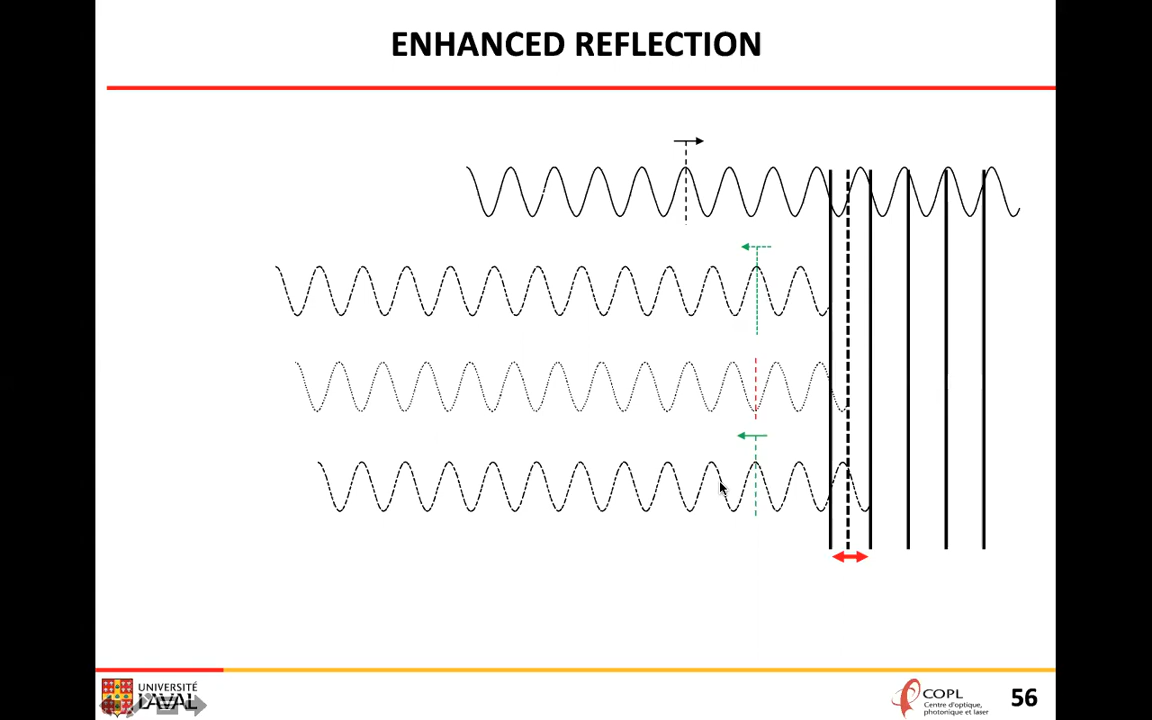 ENHANCED REFLECTION
UNIVERSITÉ
LAVAL
COPL
Centre d'optique,
photonique et laser
56